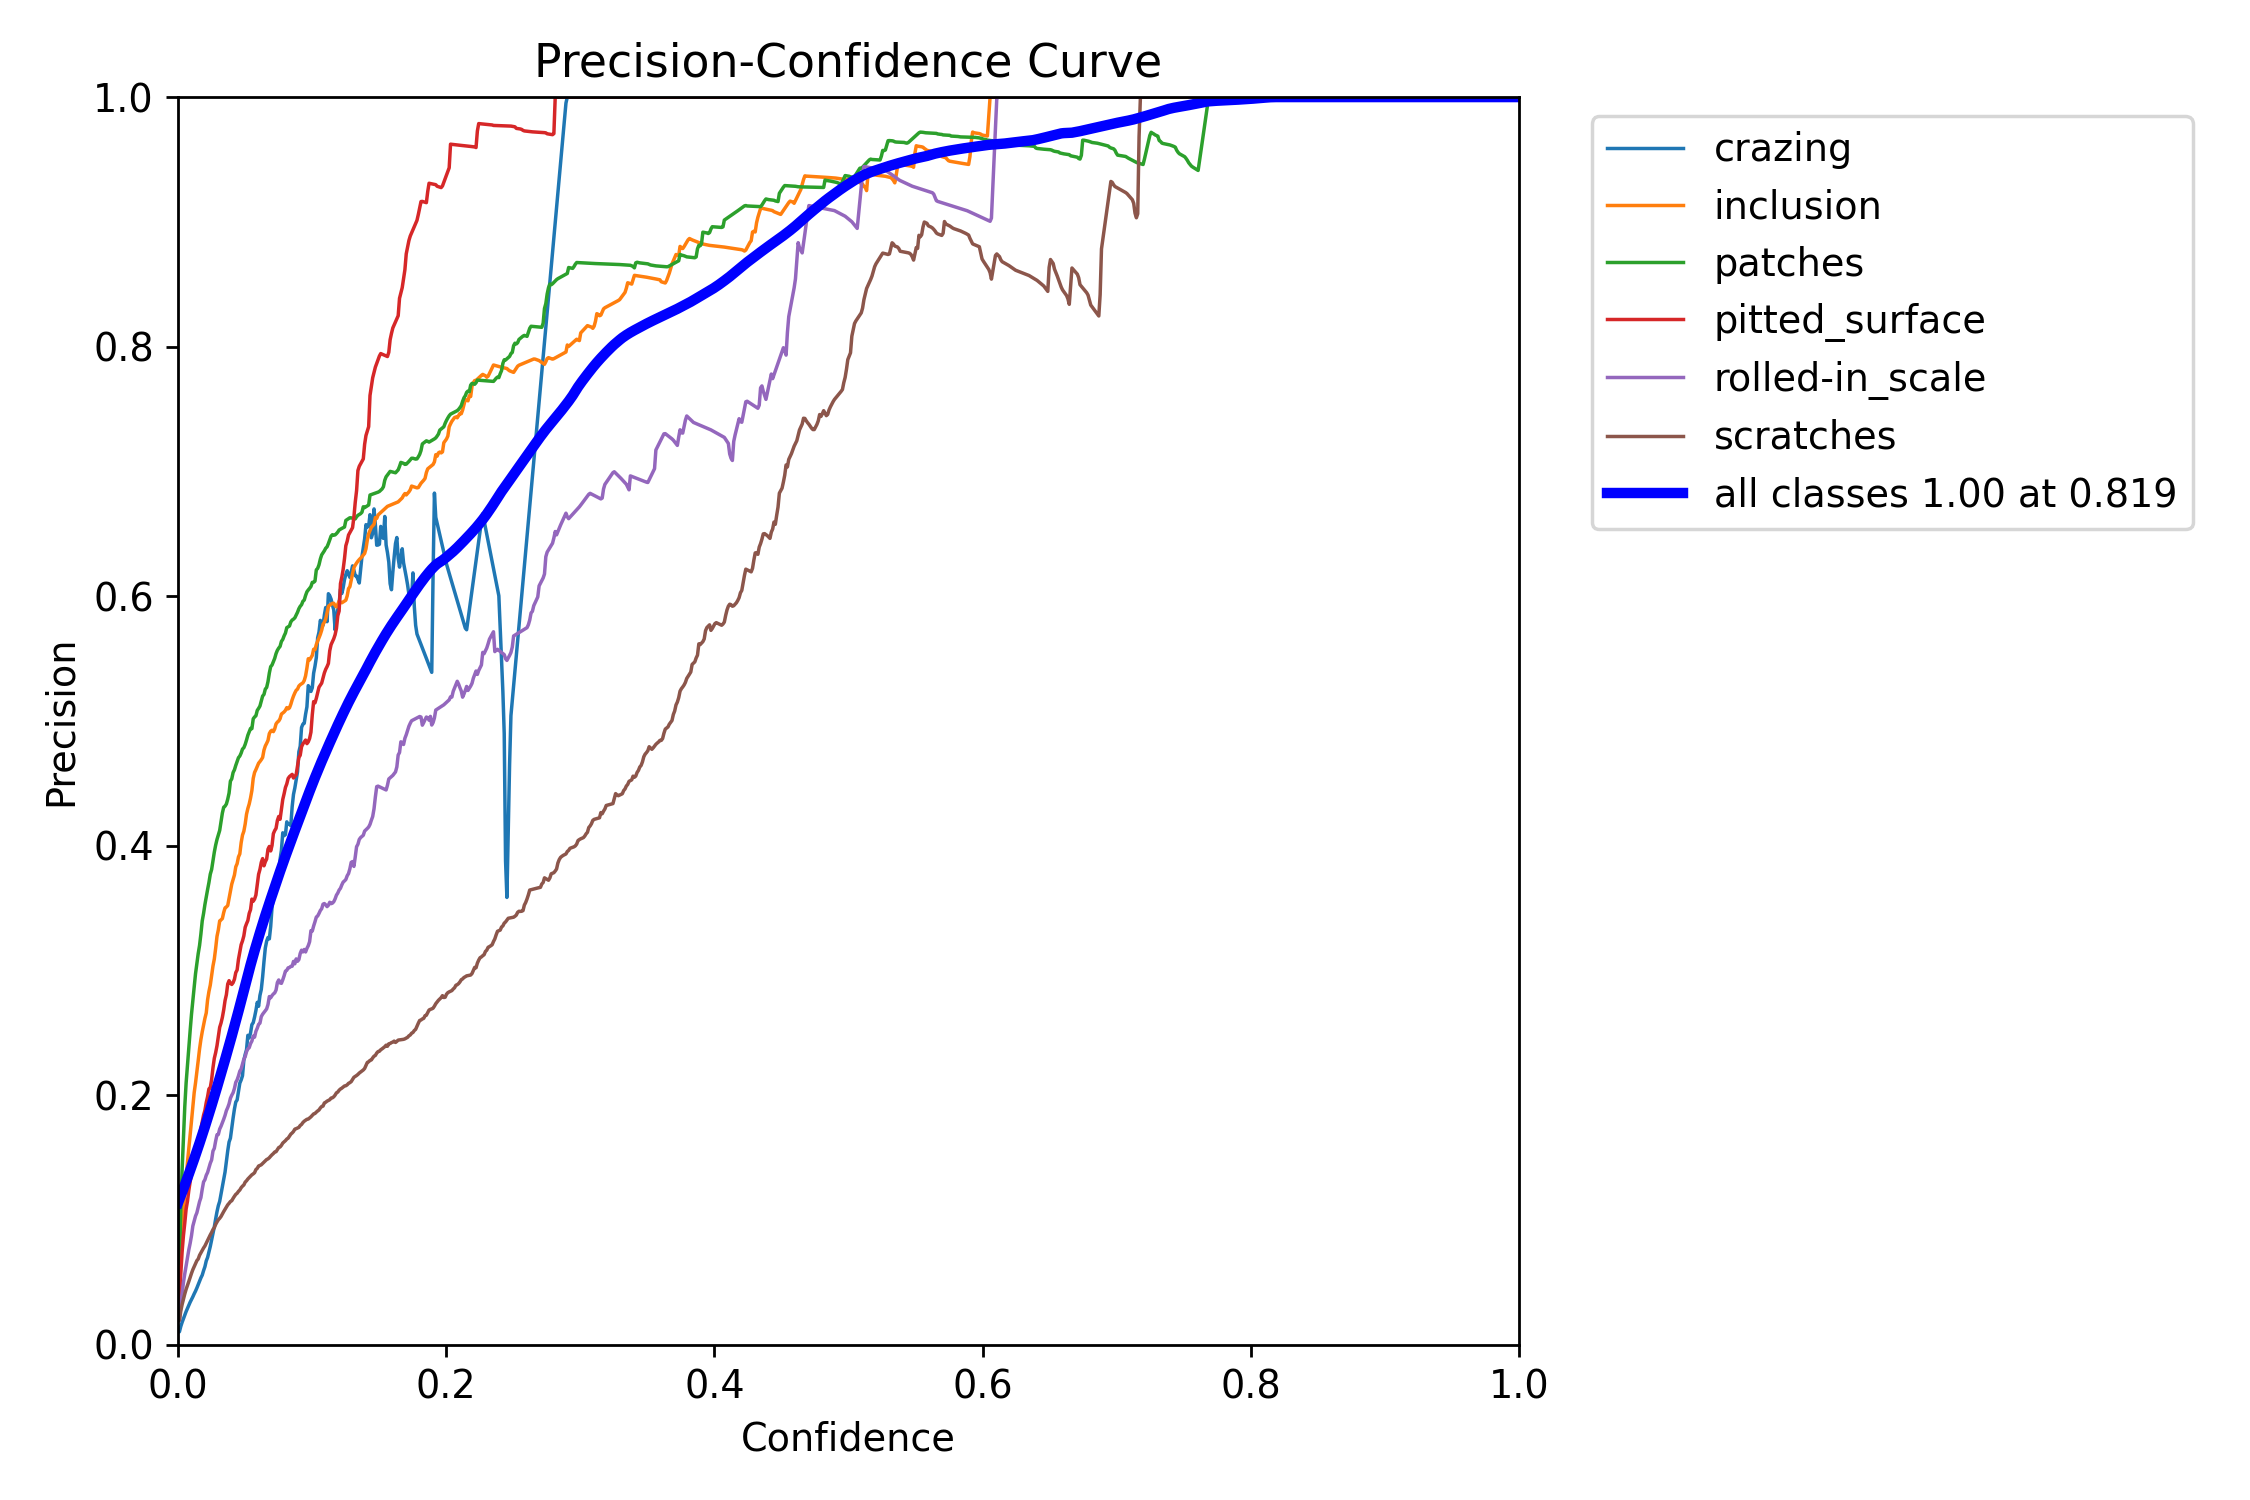 Precision-Confidence Curve
1.0
0.8
0.6
0.4
0.2
0.0
Precision
0.0 0.2 0.4 0.6 0.8 1.0
Confidence
crazing
inclusion
patches
pitted_surface
rolled-in_scale
scratches
all classes 1.00 at 0.819